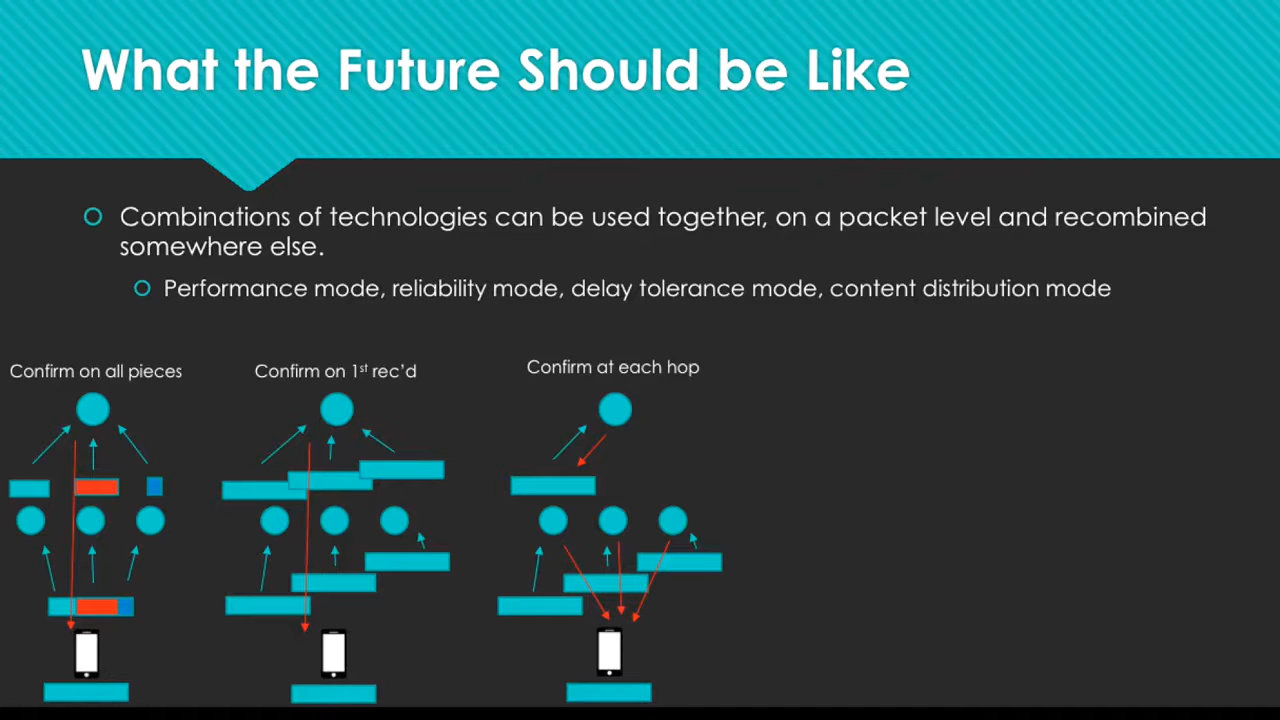 What the Future Should be Like
Combinations of technologies can be used together, on a packet level and recombined
somewhere else.
Performance mode, reliability mode, delay tolerance mode, content distribution mode
Confirm on all pieces
Confirm on 1st rec’d
Confirm at each hop